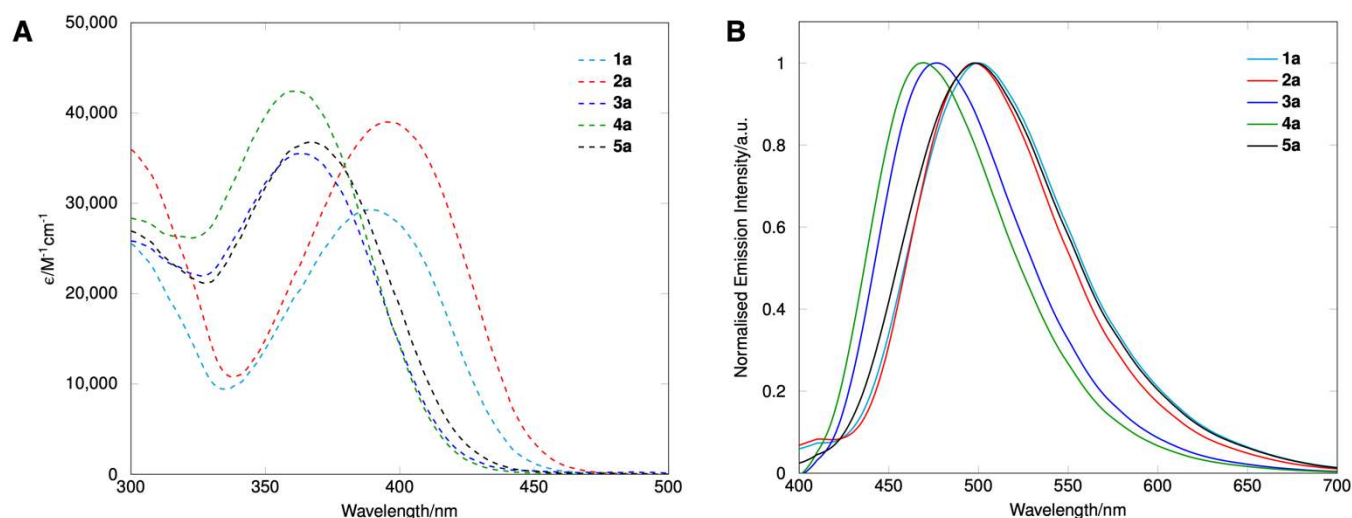 A
50,000
40,000
30,000
20,000
10,000
0
ϵ/M⁻¹cm⁻¹
300
350
400
450
500
Wavelength/nm
1a
2a
3a
4a
5a
B
1
0.8
0.6
0.4
0.2
0
Normalised Emission Intensity/a.u.
400
450
500
550
600
650
700
Wavelength/nm
1a
2a
3a
4a
5a